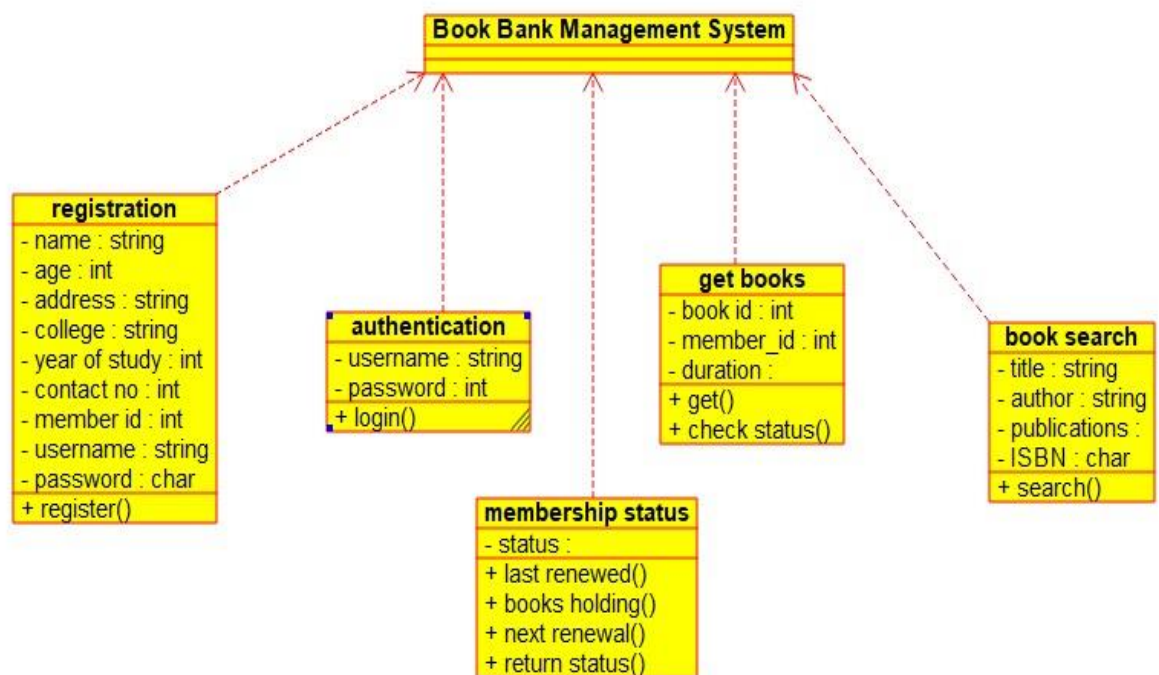 Book Bank Management System
registration
- name : string
- age : int
- address : string
- college : string
- year of study : int
- contact no : int
- member id : int
- username : string
- password : char
+ register()
authentication
- username : string
- password : int
+ login()
membership status
- status :
+ last renewed()
+ books holding()
+ next renewal()
+ return status()
get books
- book id : int
- member_id : int
- duration :
+ get()
+ check status()
book search
- title : string
- author : string
- publications :
- ISBN : char
+ search()